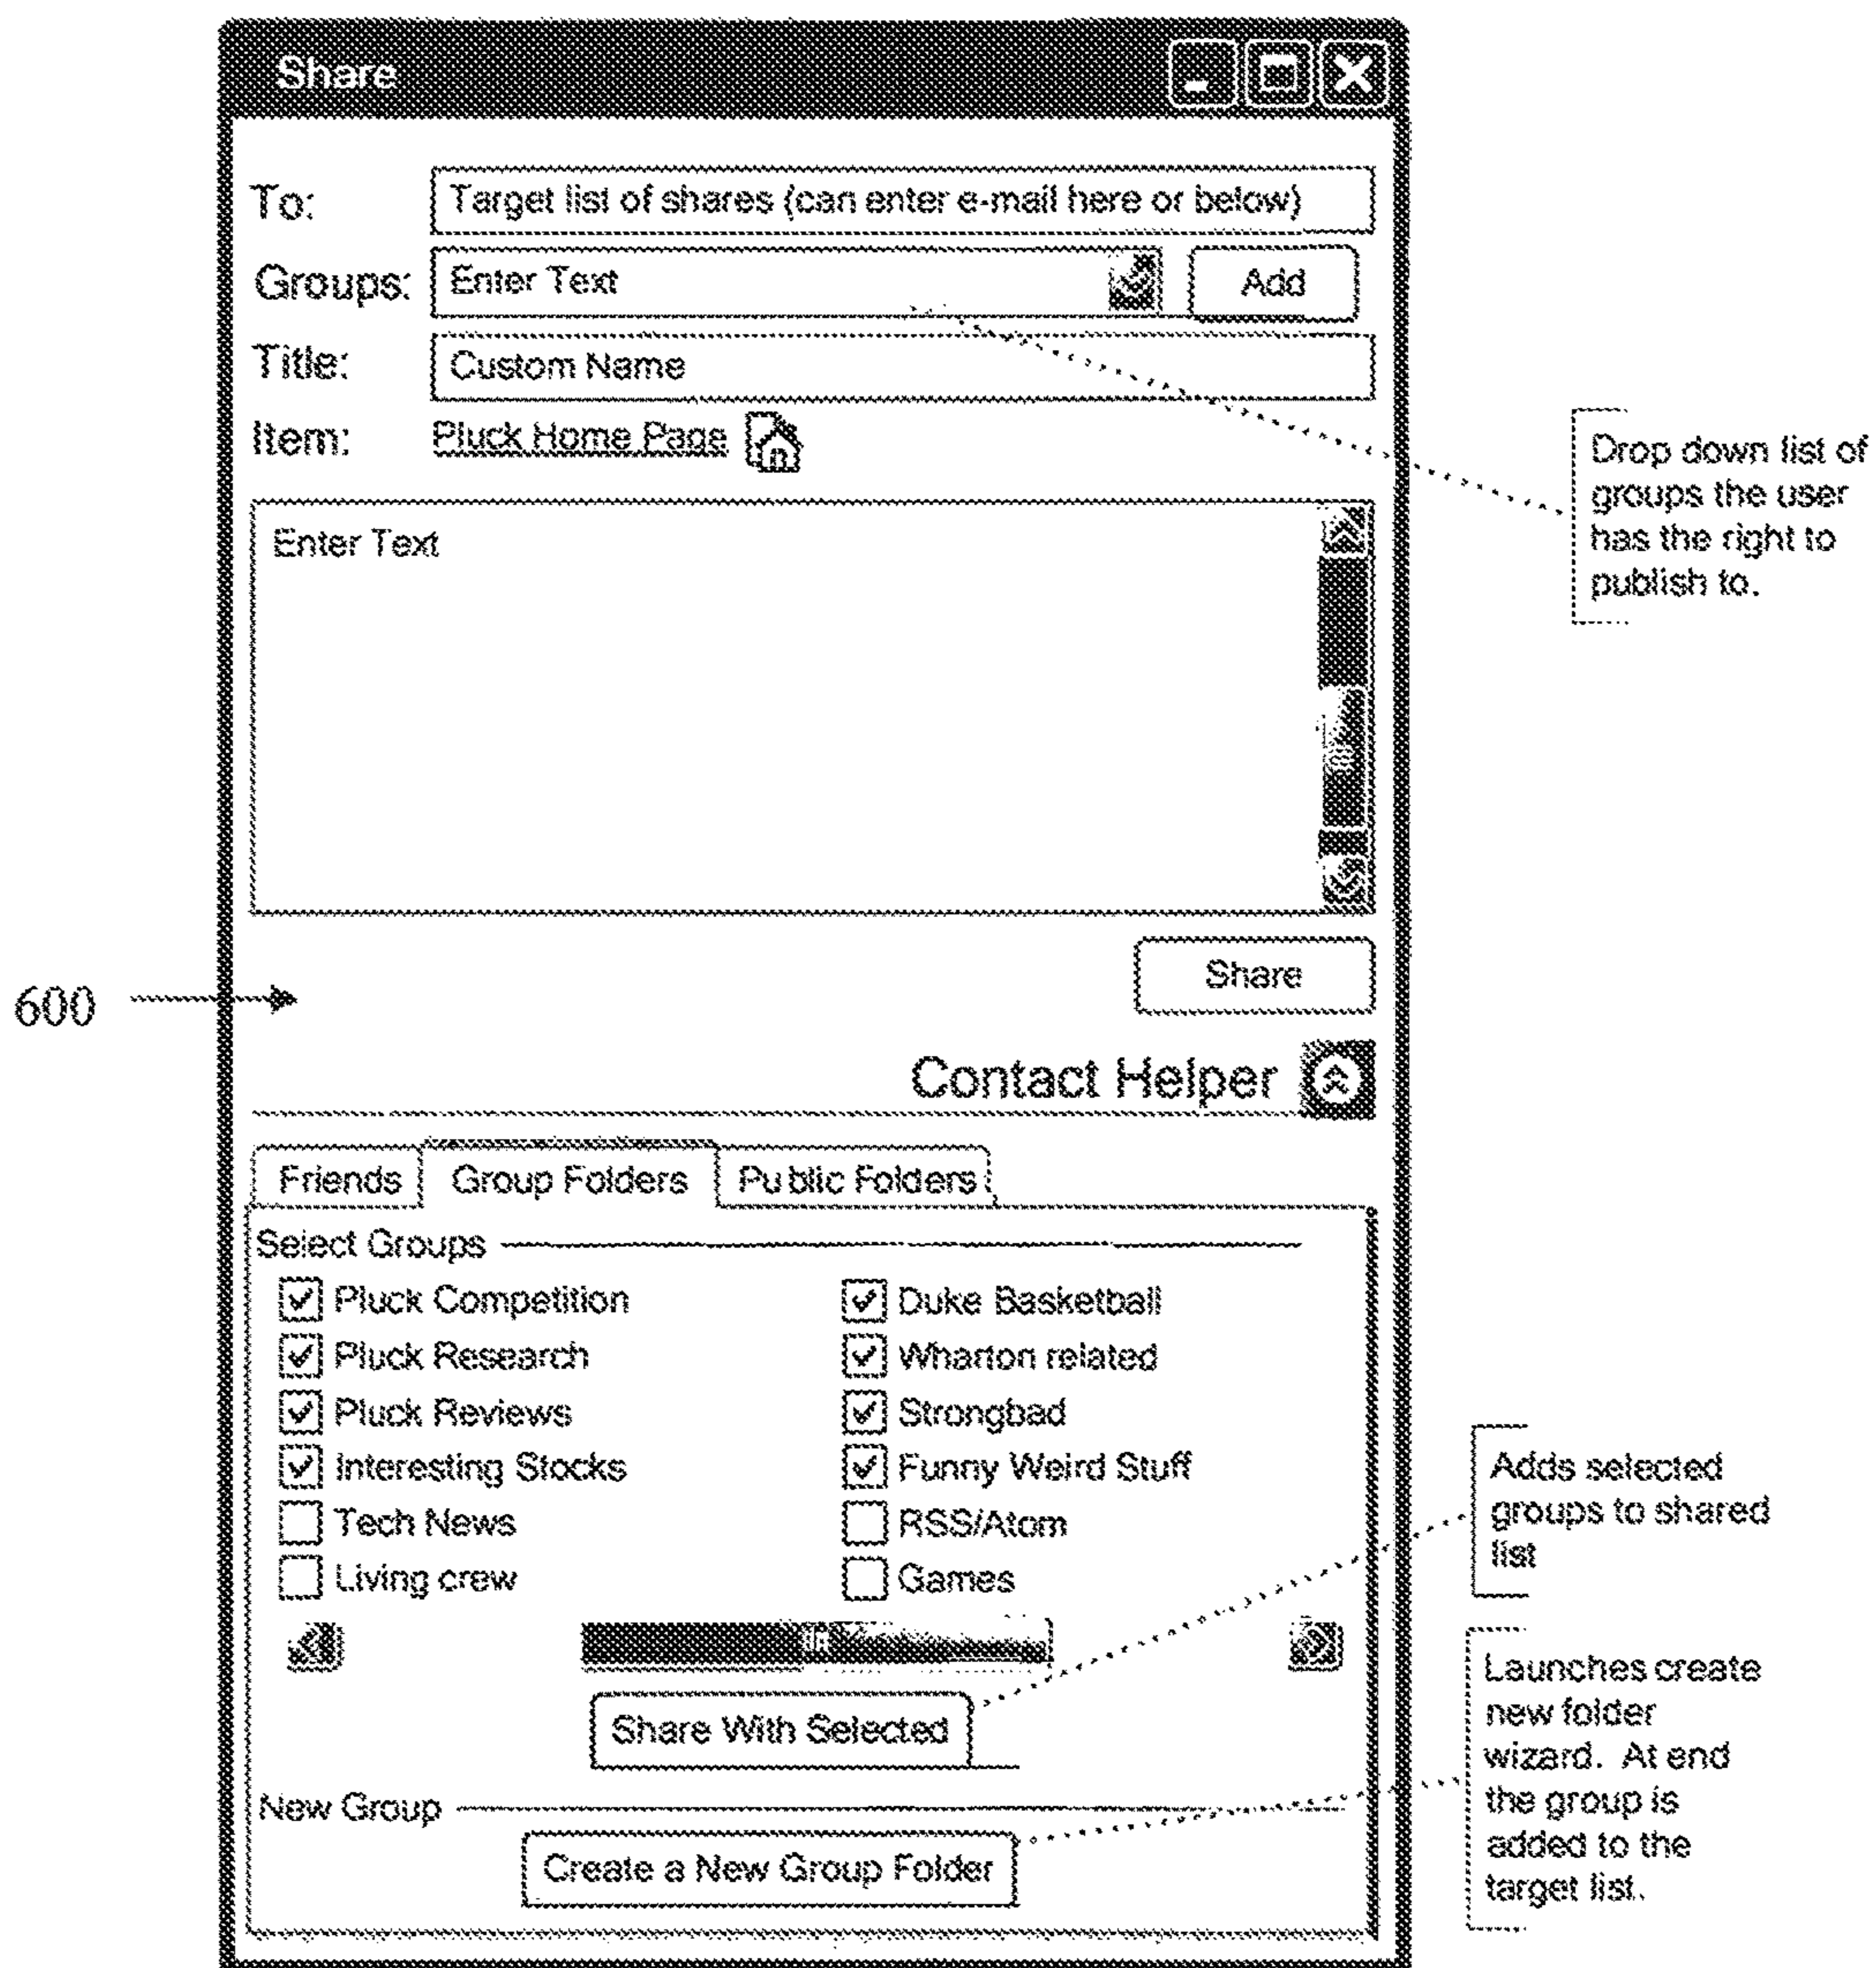 Share
To: Target list of shares (can enter e-mail here or below)
Groups: Enter Text Add
Title: Custom Name
Item: Pluck Home Page
Drop down list of
groups the user
has the right to
publish to.
Enter Text
Share
600
Contact Helper
Friends Group Folders Public Folders
Select Groups
Pluck Competition Duke Basketball
Pluck Research Wharton related
Pluck Reviews Strongbad
Interesting Stocks Funny Weird Stuff
Tech News RSS/Atom
Living crew Games
Adds selected
groups to shared
list
Share With Selected
New Group
Create a New Group Folder
Launches create
new folder
wizard. At end
the group is
added to the
target list.